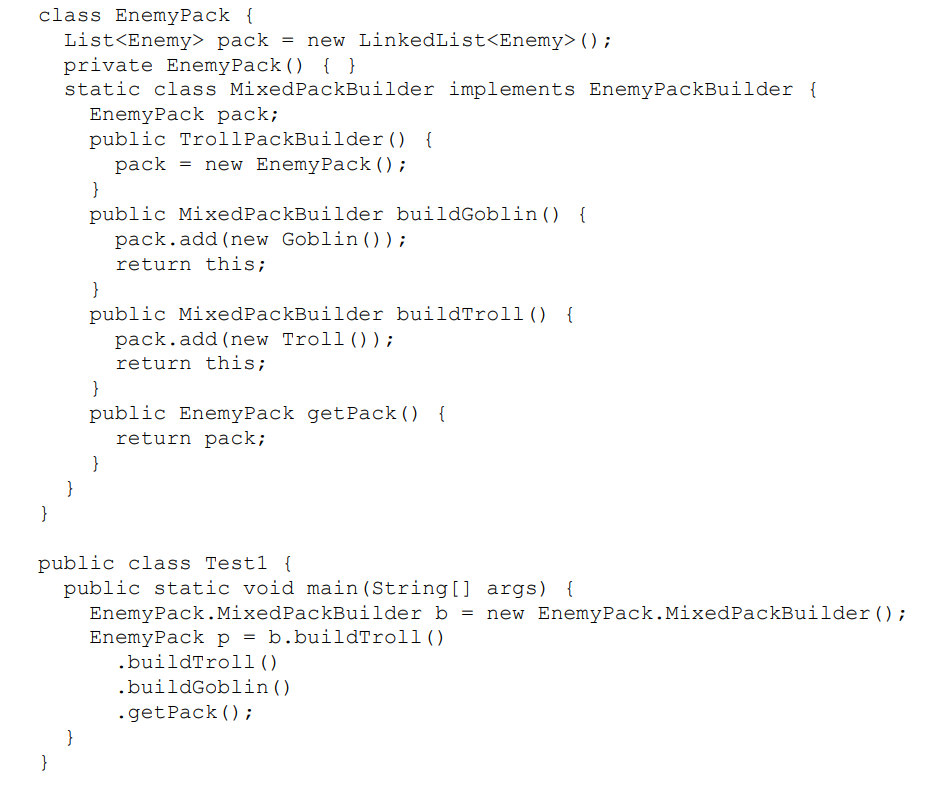 class EnemyPack {
  List<Enemy> pack = new LinkedList<Enemy>();
  private EnemyPack() { }
  static class MixedPackBuilder implements EnemyPackBuilder {
    EnemyPack pack;
    public TrollPackBuilder() {
      pack = new EnemyPack();
    }
    public MixedPackBuilder buildGoblin() {
      pack.add(new Goblin());
      return this;
    }
    public MixedPackBuilder buildTroll() {
      pack.add(new Troll());
      return this;
    }
    public EnemyPack getPack() {
      return pack;
    }
  }
}

public class Test1 {
  public static void main(String[] args) {
    EnemyPack.MixedPackBuilder b = new EnemyPack.MixedPackBuilder();
    EnemyPack p = b.buildTroll()
      .buildTroll()
      .buildGoblin()
      .getPack();
  }
}